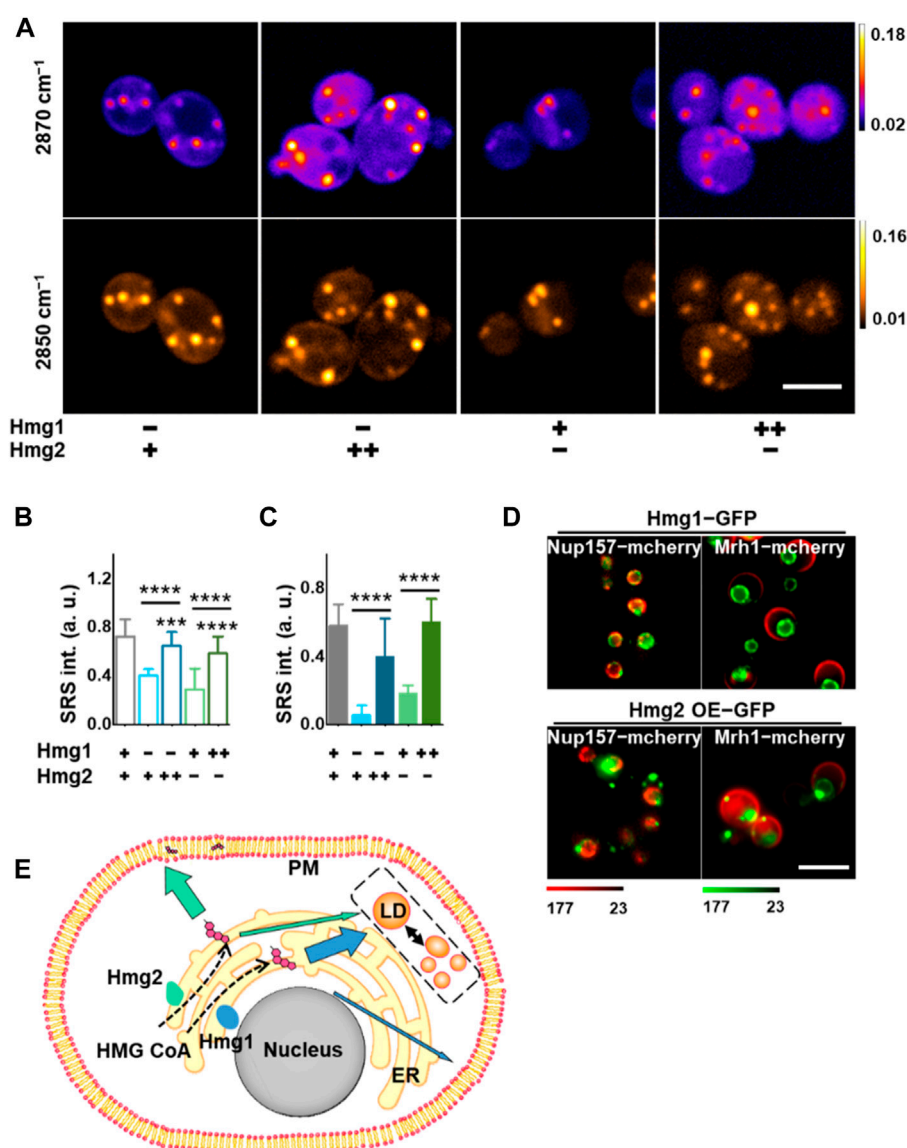 A
2870 cm⁻¹
0.18
0.02
2850 cm⁻¹
0.16
0.01
Hmg1 − − + ++
Hmg2 + ++ − −
B
SRS int. (a. u.)
1.2
0.8
0.4
0.0
**** ****
*** ****
Hmg1 + − − + ++
Hmg2 + + ++ − −
C
SRS int. (a. u.)
0.8
0.4
0.0
**** ****
Hmg1 + − − + ++
Hmg2 + + ++ − −
D
Hmg1−GFP
Nup157−mcherry Mrh1−mcherry
Hmg2 OE−GFP
Nup157−mcherry Mrh1−mcherry
177 23 177 23
E
PM
LD
Hmg2
HMG CoA
Hmg1
Nucleus
ER